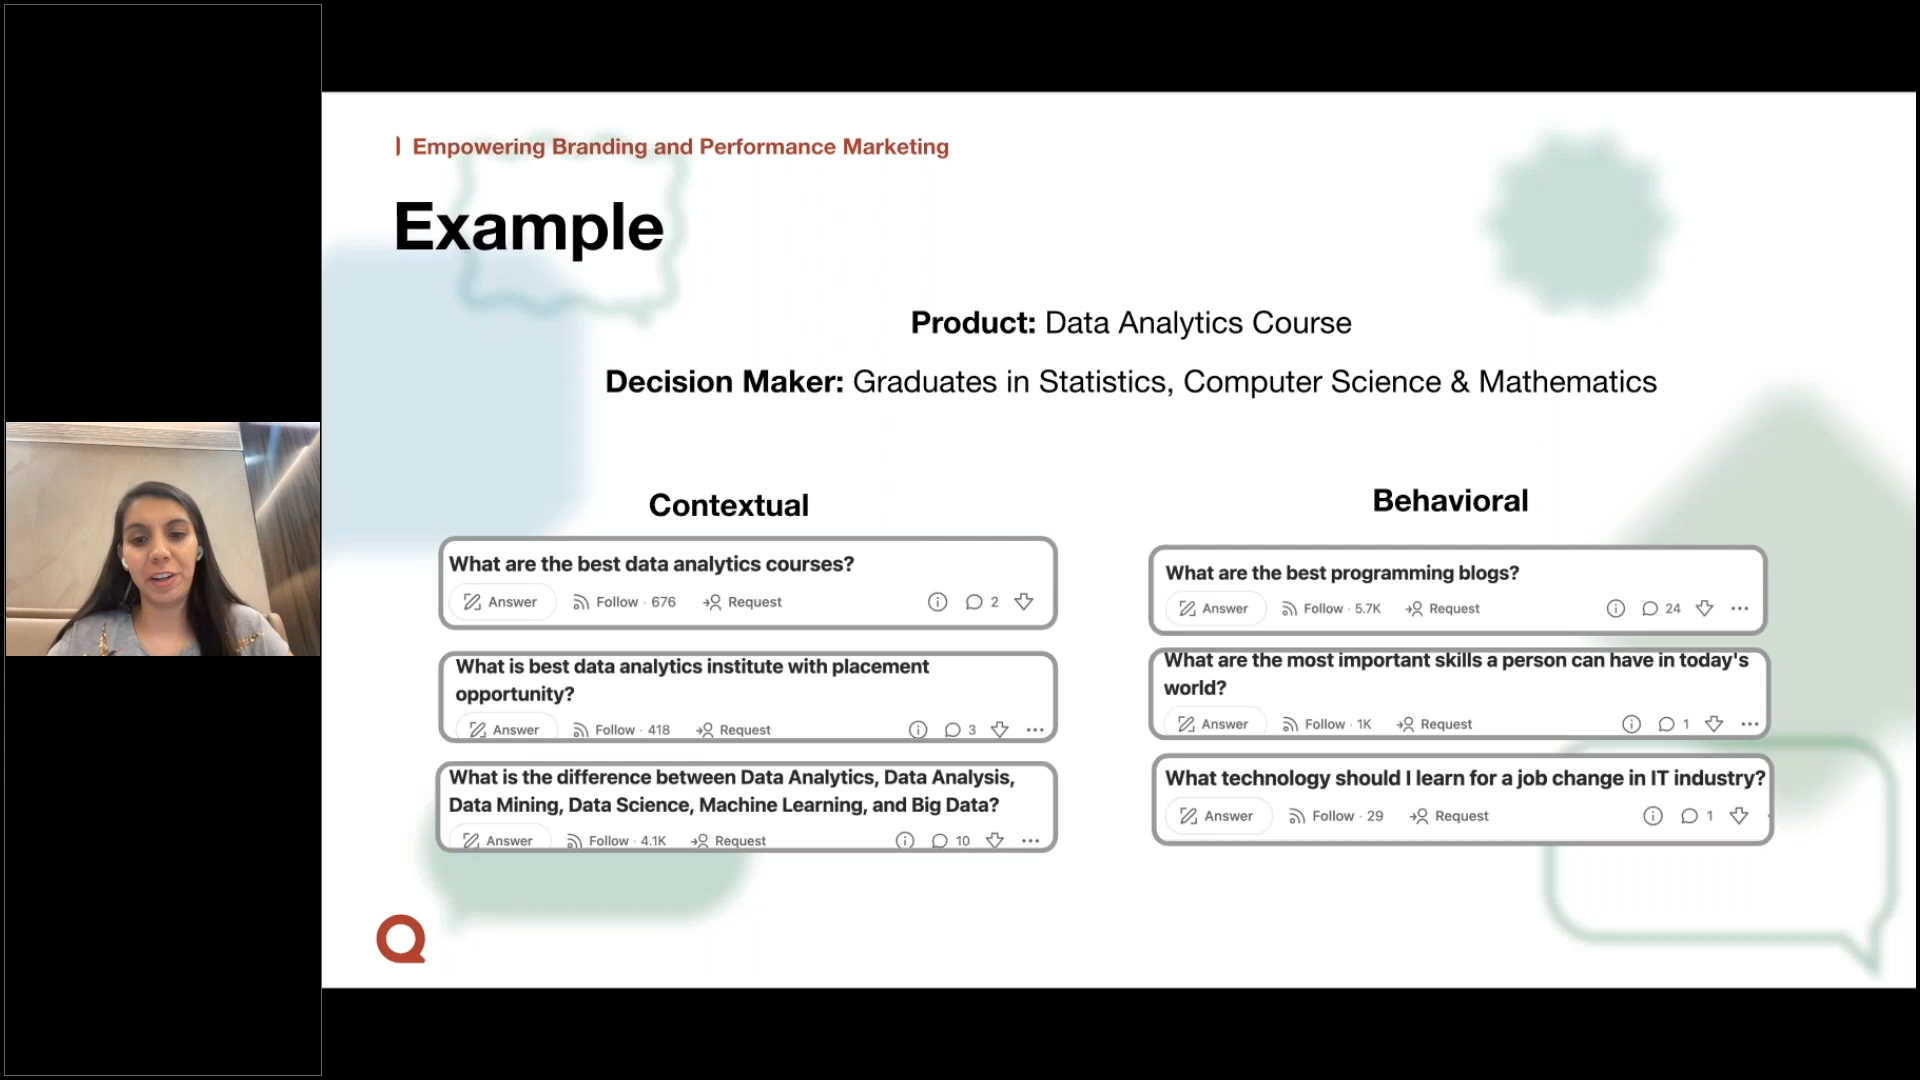 Empowering Branding and Performance Marketing
Example
Product: Data Analytics Course
Decision Maker: Graduates in Statistics, Computer Science & Mathematics
Contextual
What are the best data analytics courses?
Answer Follow · 676 Request 2
What is best data analytics institute with placement
opportunity?
Answer Follow · 418 Request 3
What is the difference between Data Analytics, Data Analysis,
Data Mining, Data Science, Machine Learning, and Big Data?
Answer Follow · 4.1K Request 10
Behavioral
What are the best programming blogs?
Answer Follow · 5.7K Request 24
What are the most important skills a person can have in today's
world?
Answer Follow · 1K Request 1
What technology should I learn for a job change in IT industry?
Answer Follow · 29 Request 1
Q